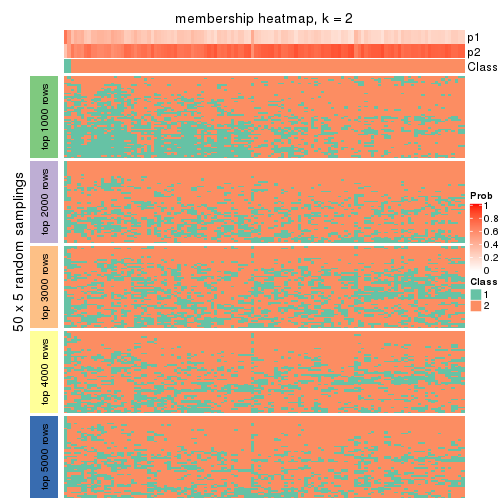 membership heatmap, k = 2
p1
p2
Class
50 x 5 random samplings
top 1000 rows
top 2000 rows
top 3000 rows
top 4000 rows
top 5000 rows
Prob
1
0.8
0.6
0.4
0.2
0
Class
1
2